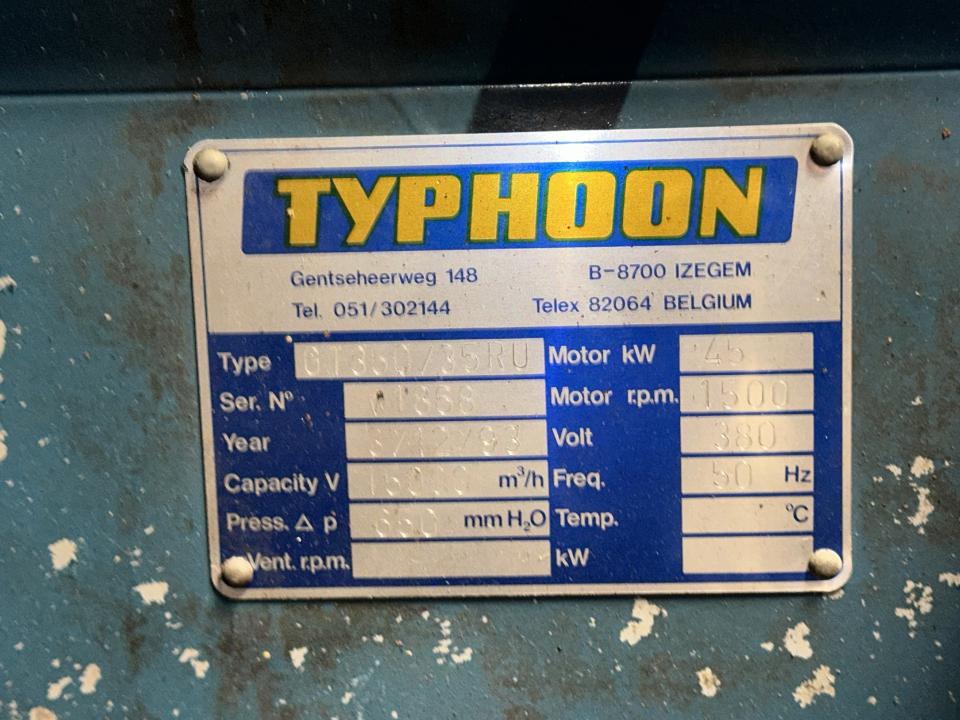 TYPHOON
Gentseheerweg 148 B-8700 IZEGEM
Tel. 051/302144 Telex 82064 BELGIUM
Type Motor kW 45
Ser. Nº Motor r.p.m. 1500
Year Volt 380
Capacity V m³/h Freq. 50 Hz
Press. Δ p mm H₂O Temp. °C
Vent. r.p.m. kW